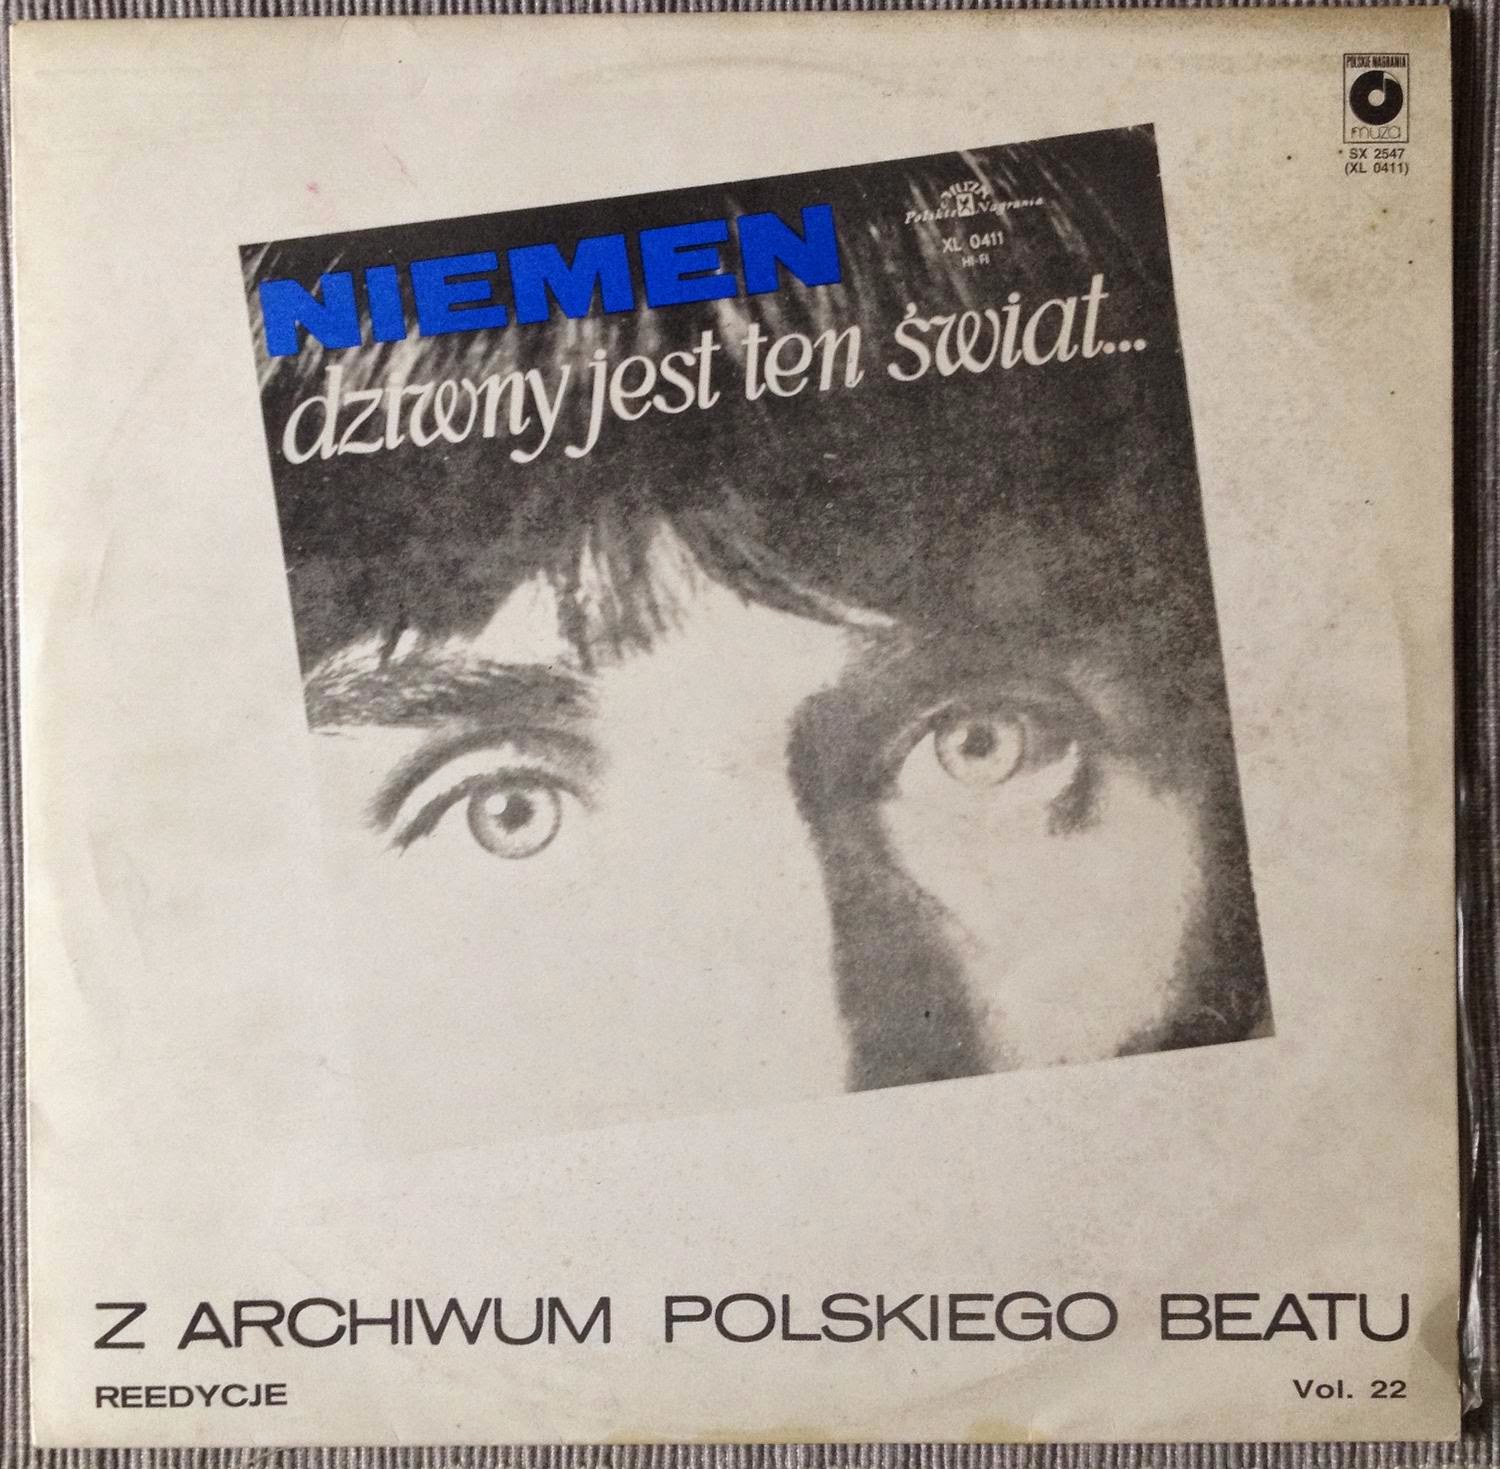 POLSKIE NAGRANIA
muza
SX 2547
(XL 0411)
NIEMEN
MUZA
Polskie Nagrania
XL 0411
HI-FI
dziwny jest ten świat...
Z ARCHIWUM POLSKIEGO BEATU
REEDYCJE
Vol. 22